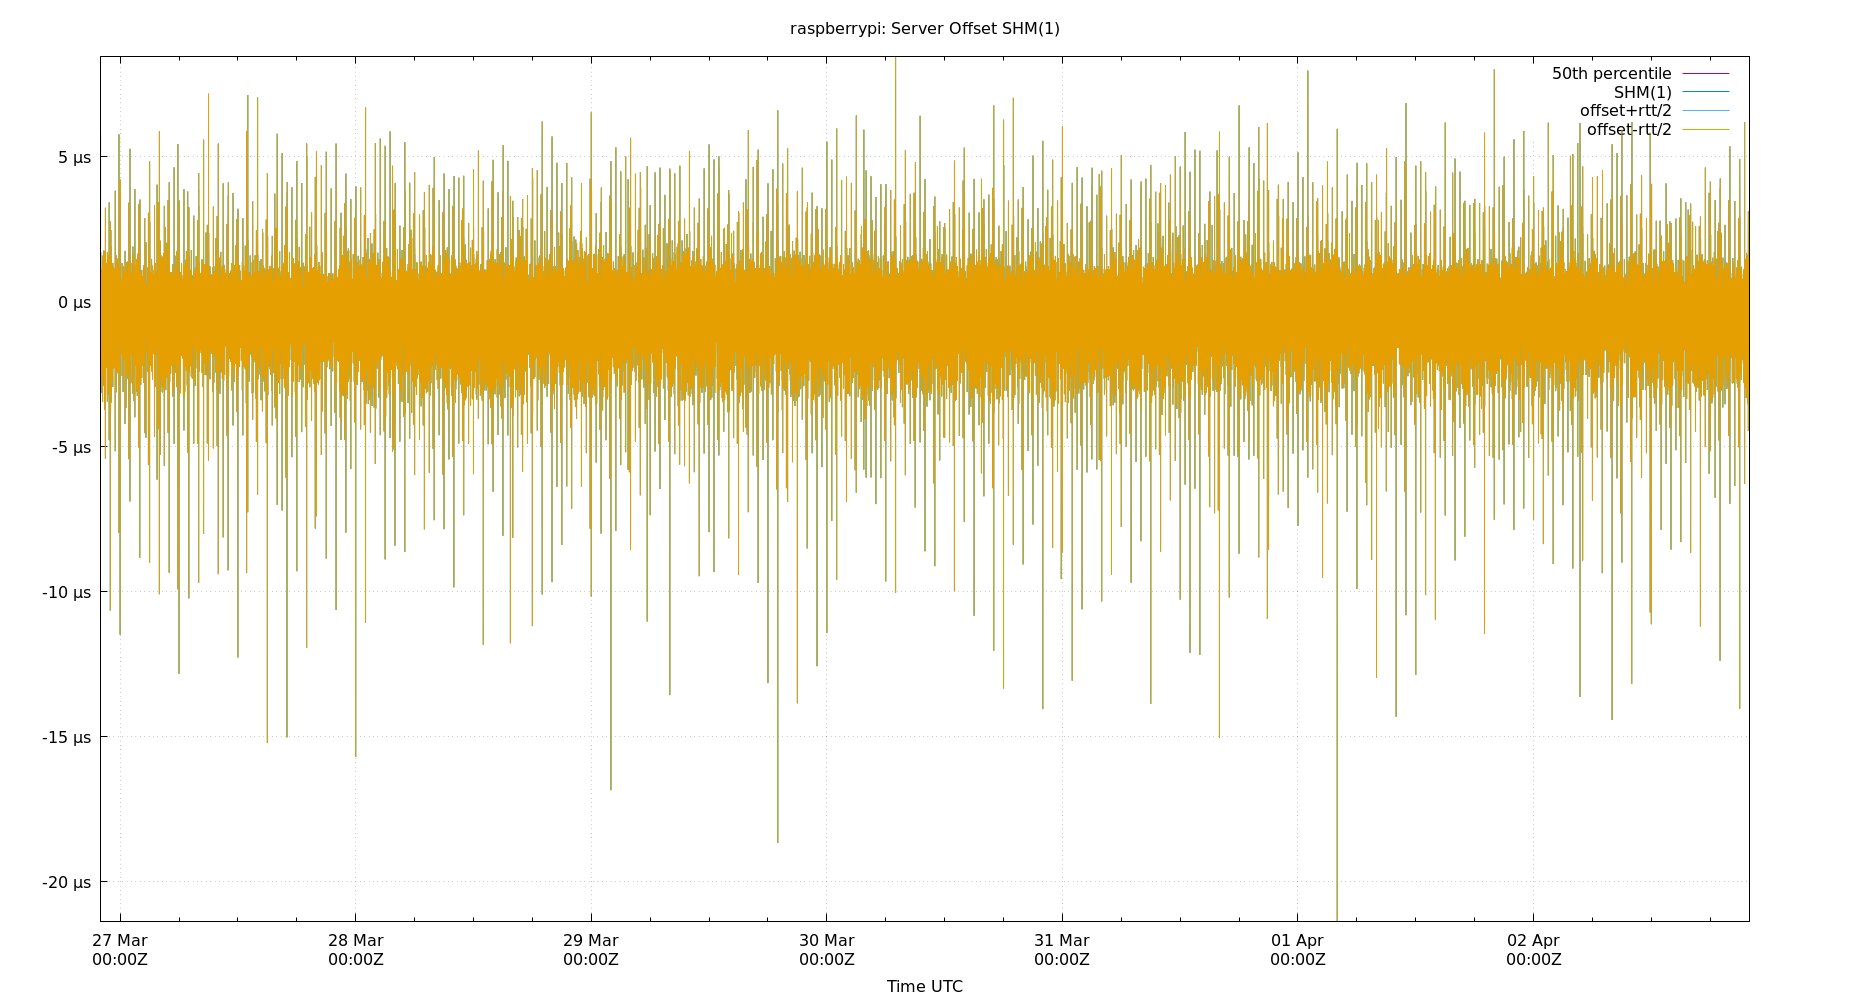 raspberrypi: Server Offset SHM(1)
50th percentile
SHM(1)
offset+rtt/2
offset-rtt/2
5 µs
0 µs
-5 µs
-10 µs
-15 µs
-20 µs
27 Mar 28 Mar 29 Mar 30 Mar 31 Mar 01 Apr 02 Apr
00:00Z 00:00Z 00:00Z 00:00Z 00:00Z 00:00Z 00:00Z
Time UTC